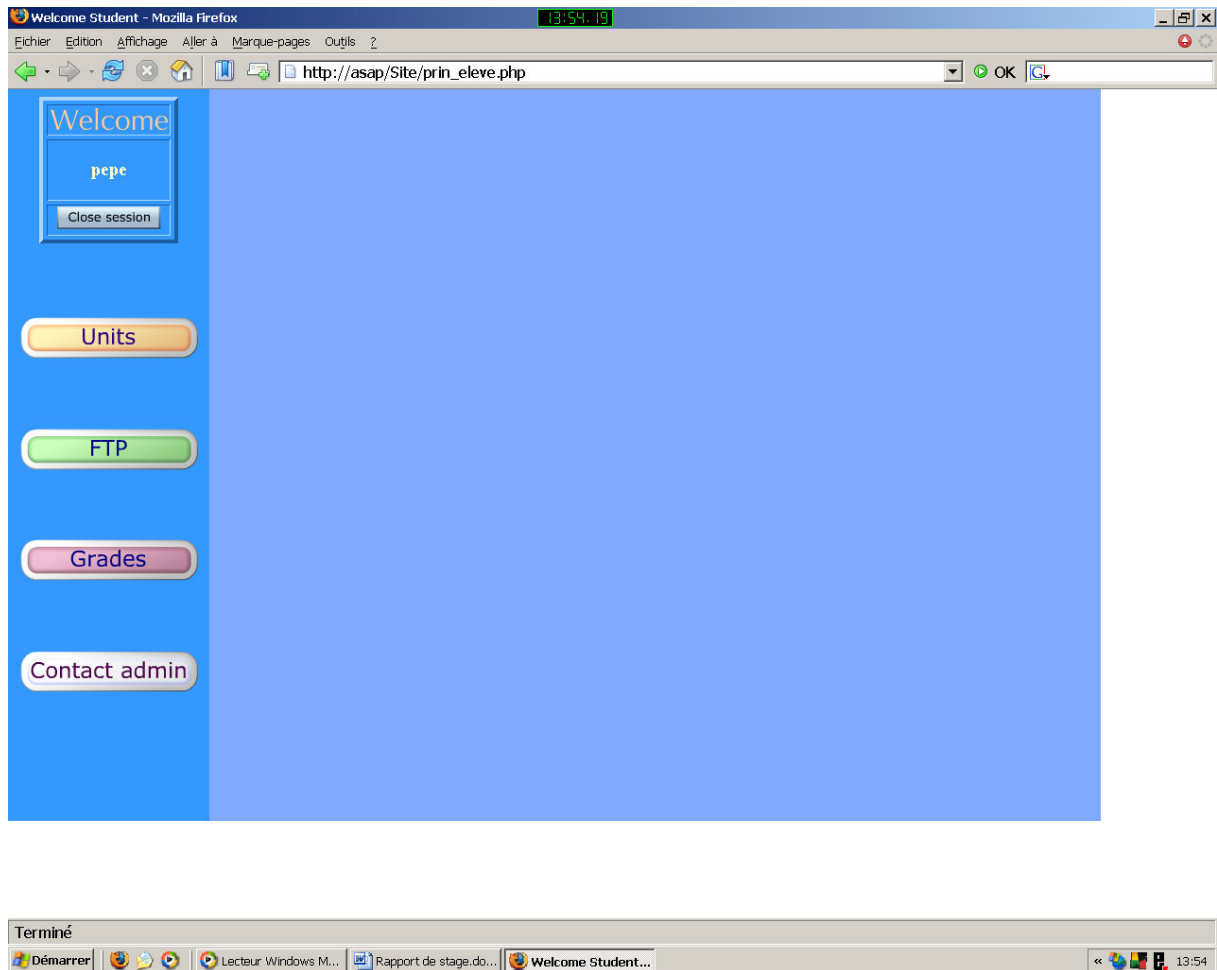 Welcome Student - Mozilla Firefox
13:54.19
Fichier Edition Affichage Aller à Marque-pages Outils ?
http://asap/Site/prin_eleve.php
OK
G
Welcome
pepe
Close session
Units
FTP
Grades
Contact admin
Terminé
Démarrer
Lecteur Windows M...
Rapport de stage.do...
Welcome Student...
«
13:54